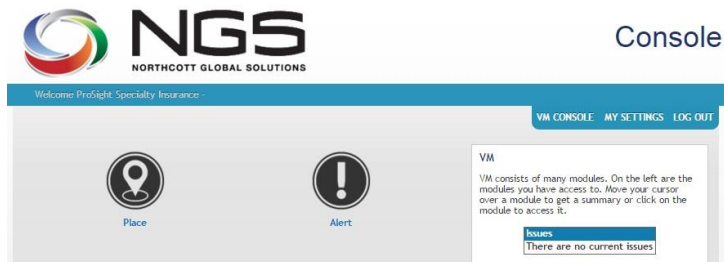 NGS
NORTHCOTT GLOBAL SOLUTIONS
Console
Welcome ProSight Specialty Insurance -
VM CONSOLE MY SETTINGS LOG OUT
Place
Alert
VM
VM consists of many modules. On the left are the
modules you have access to. Move your cursor
over a module to get a summary or click on the
module to access it.
Issues
There are no current issues